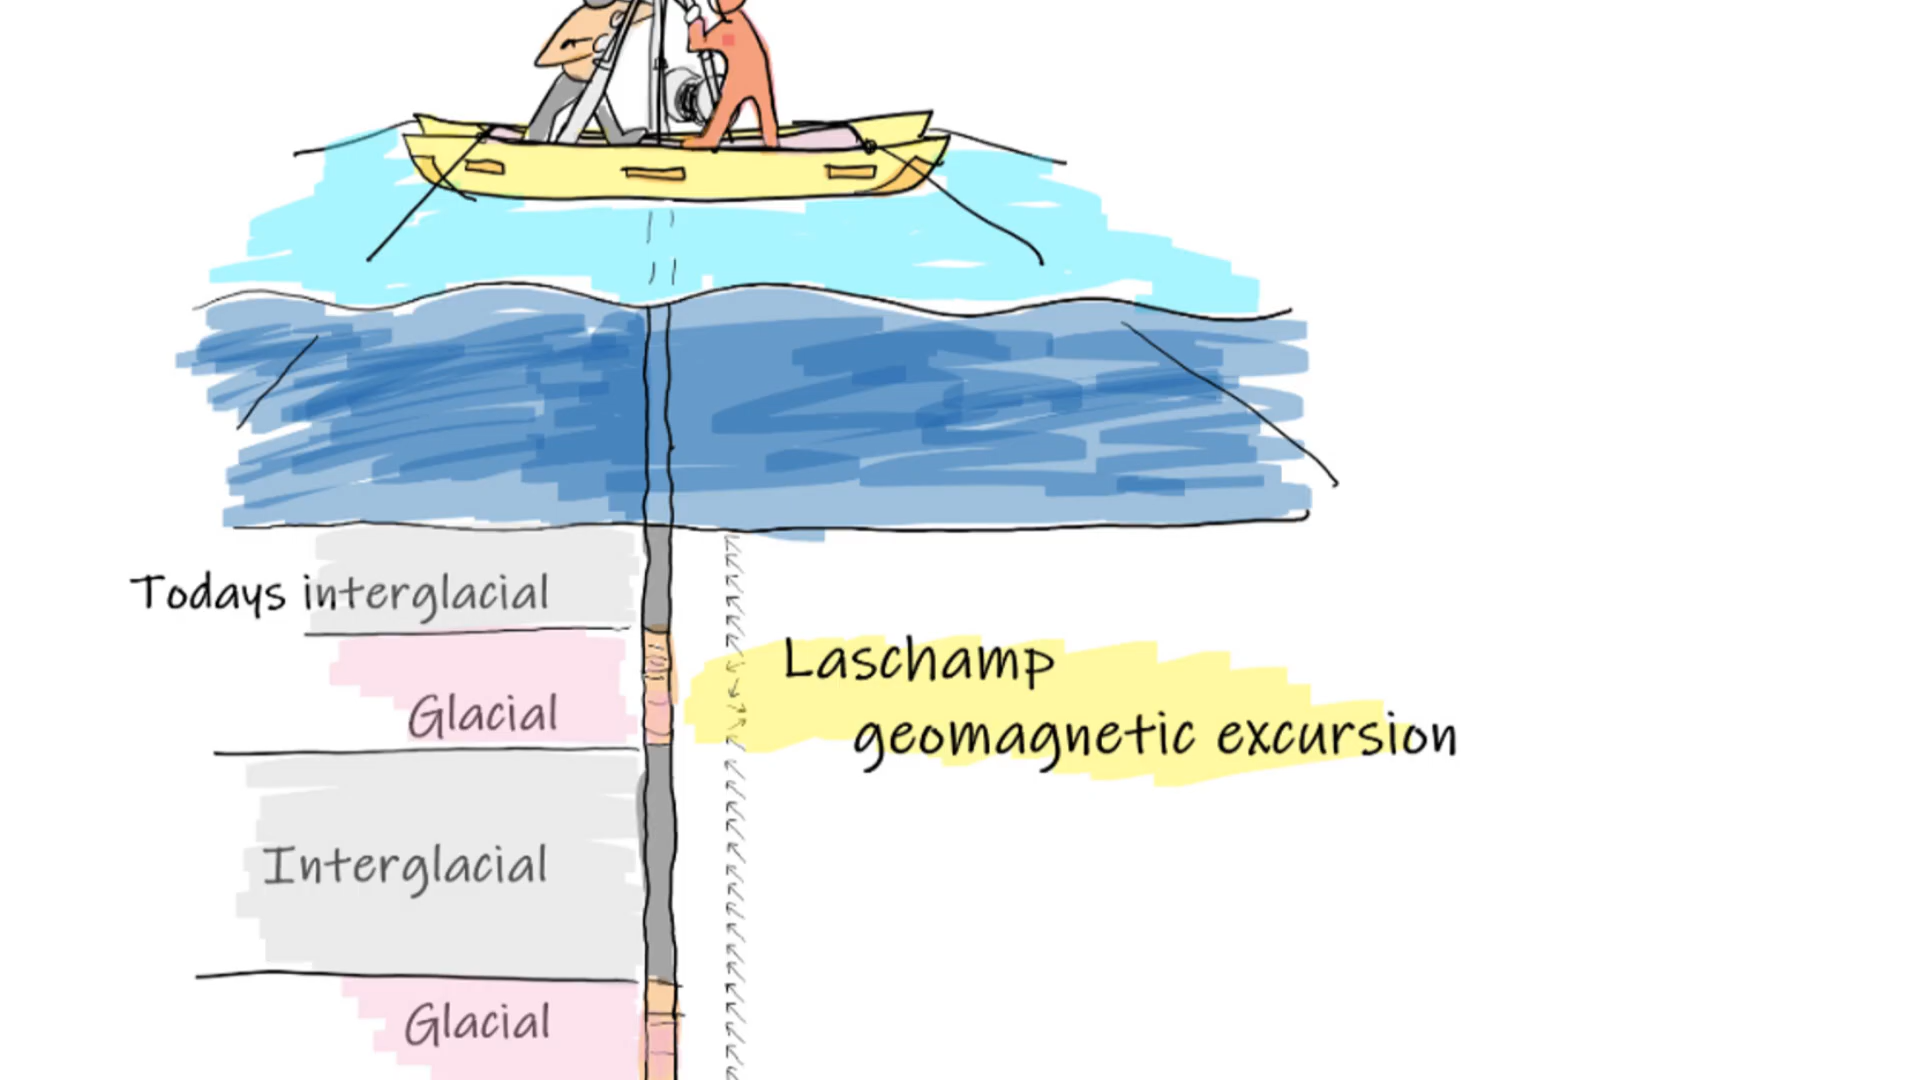 Todays interglacial
Laschamp
Glacial
geomagnetic excursion
Interglacial
Glacial